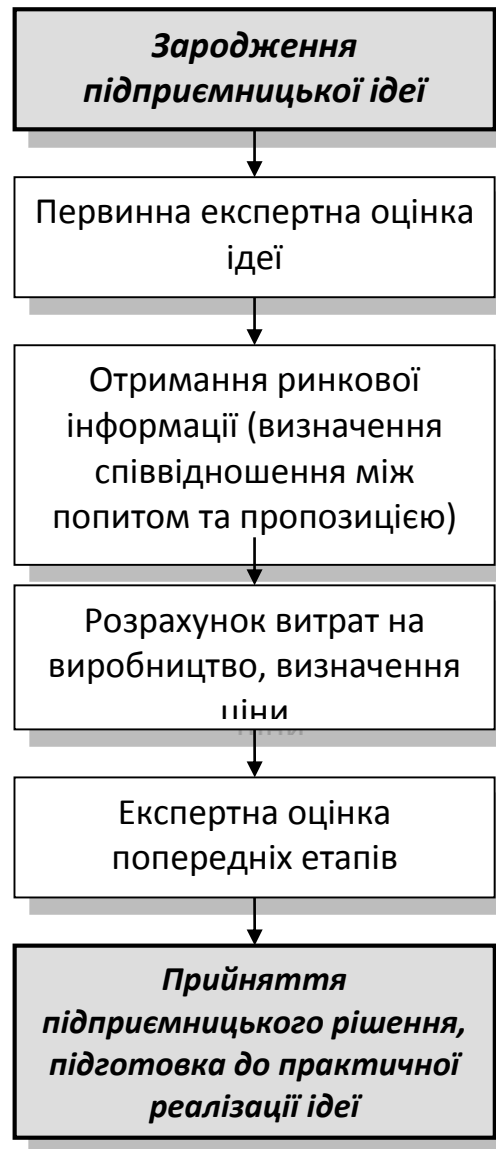 Зародження
підприємницької ідеї
Первинна експертна оцінка
ідеї
Отримання ринкової
інформації (визначення
співвідношення між
попитом та пропозицією)
Розрахунок витрат на
виробництво, визначення
ціни
Експертна оцінка
попередніх етапів
Прийняття
підприємницького рішення,
підготовка до практичної
реалізації ідеї